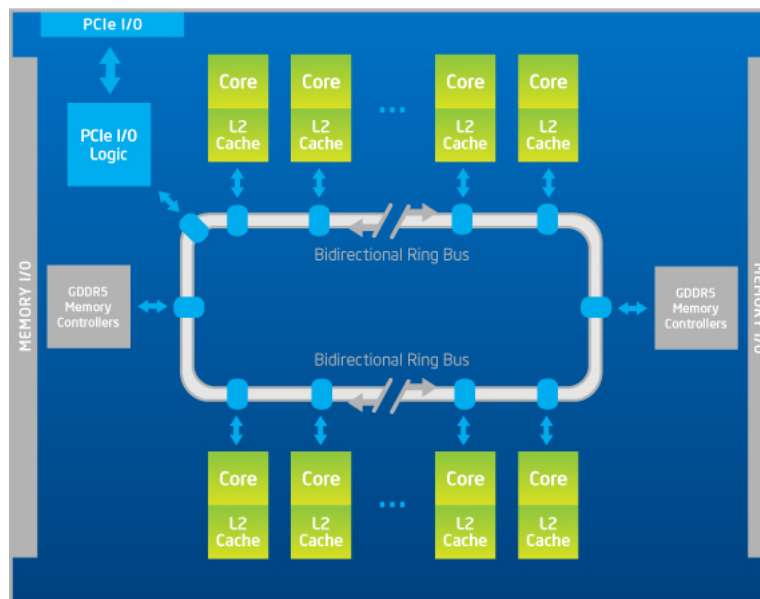 PCIe I/O
PCIe I/O
Logic
Core
L2
Cache
Core
L2
Cache
...
Core
L2
Cache
Core
L2
Cache
Bidirectional Ring Bus
MEMORY I/O
GDDR5
Memory
Controllers
GDDR5
Memory
Controllers
MEMORY I/O
Bidirectional Ring Bus
Core
L2
Cache
Core
L2
Cache
...
Core
L2
Cache
Core
L2
Cache